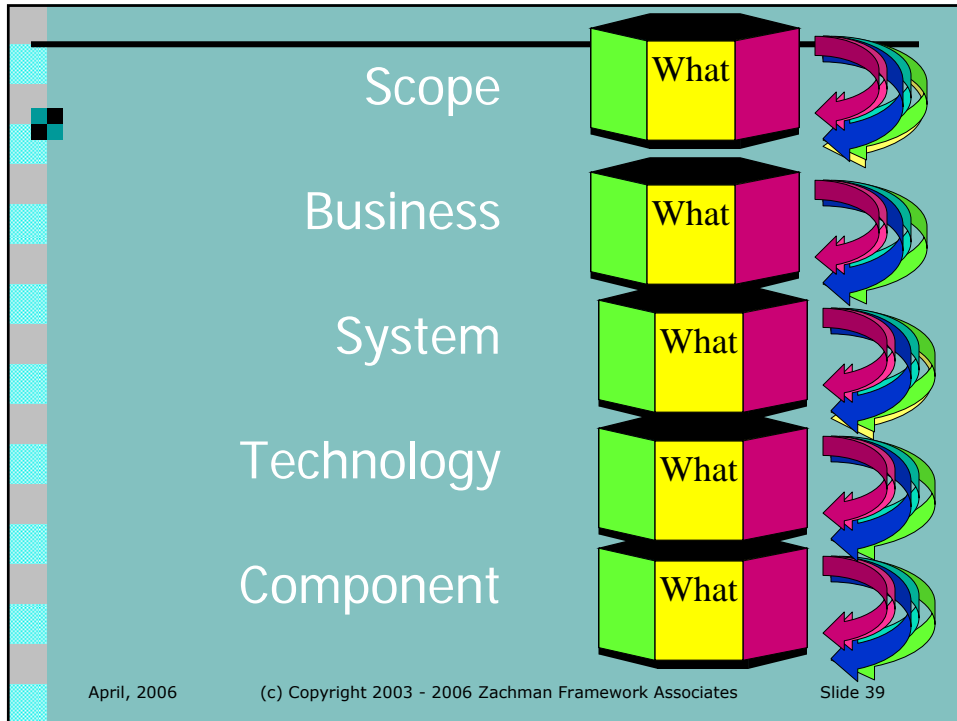 Scope
What
Business
What
System
What
Technology
What
Component
What
April, 2006 (c) Copyright 2003 - 2006 Zachman Framework Associates Slide 39